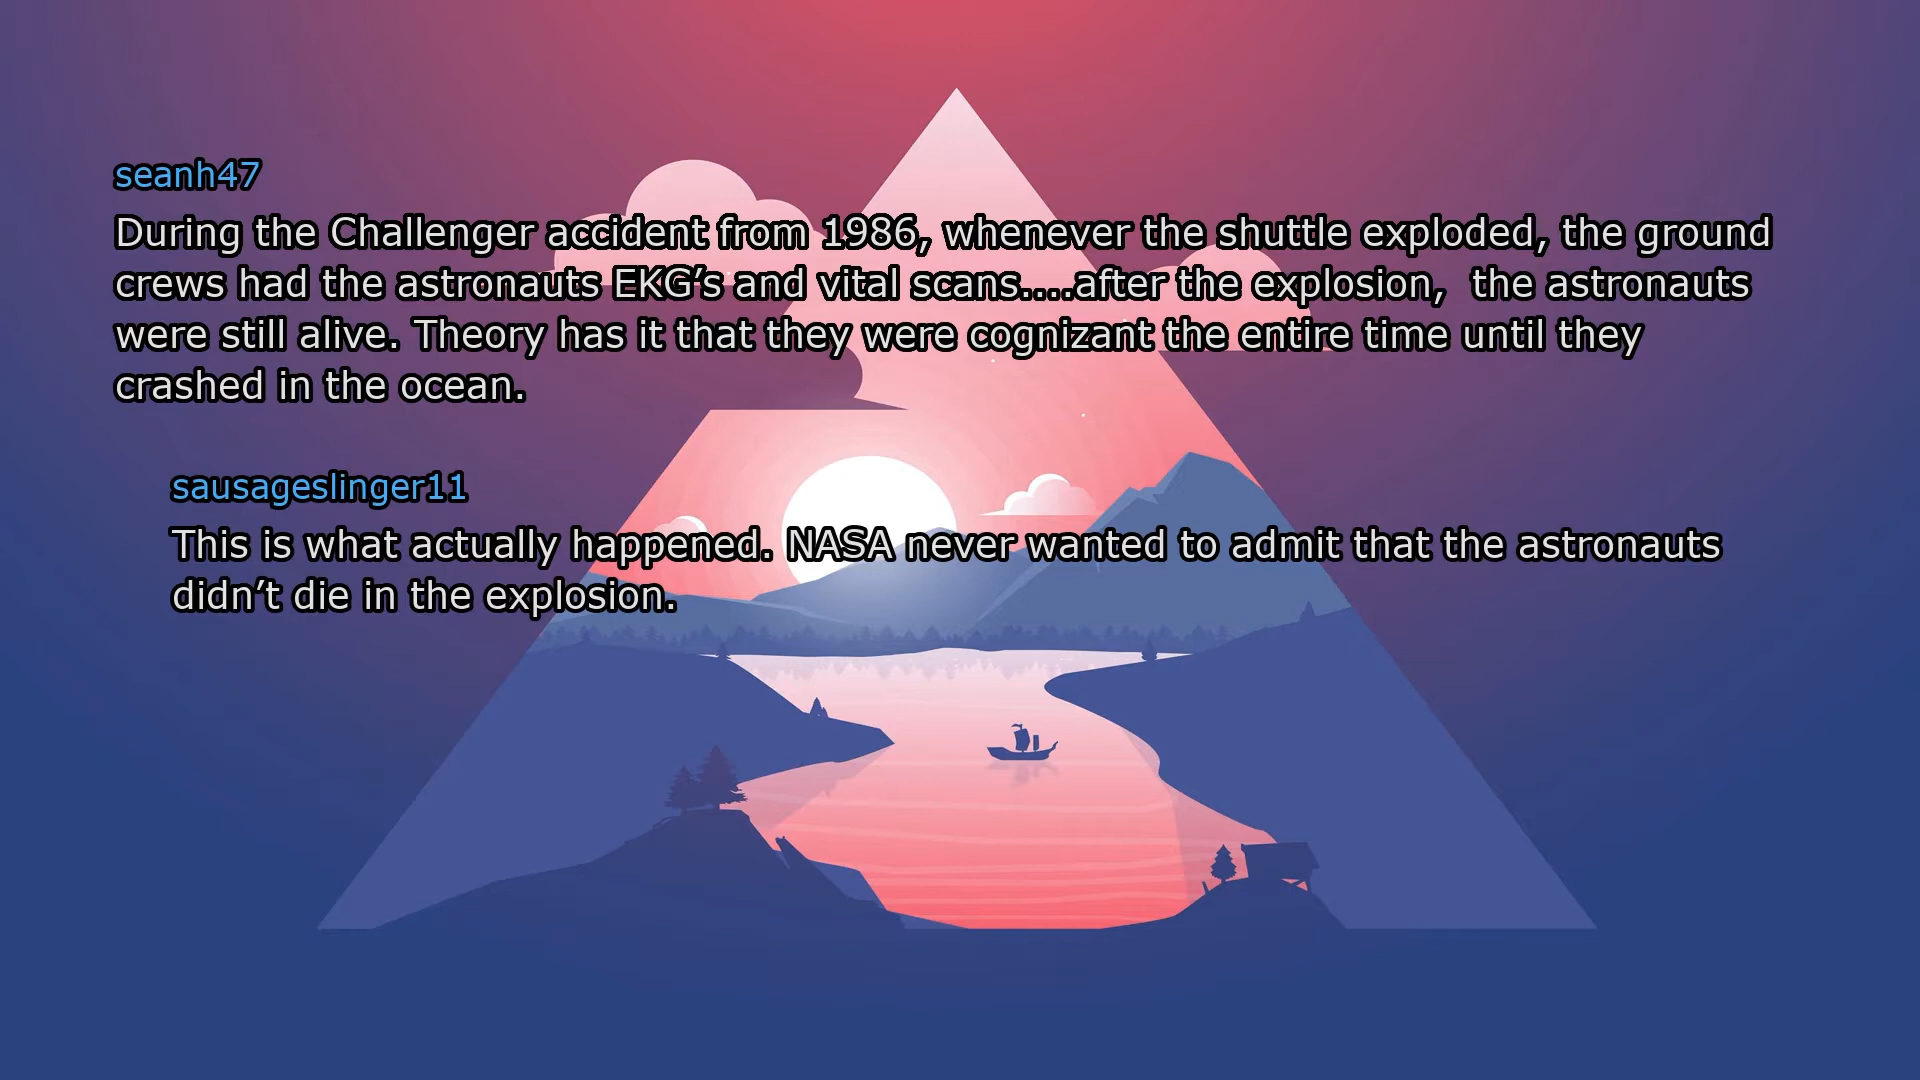 seanh47
During the Challenger accident from 1986, whenever the shuttle exploded, the ground
crews had the astronauts EKG’s and vital scans....after the explosion,  the astronauts
were still alive. Theory has it that they were cognizant the entire time until they
crashed in the ocean.
sausageslinger11
This is what actually happened. NASA never wanted to admit that the astronauts
didn’t die in the explosion.